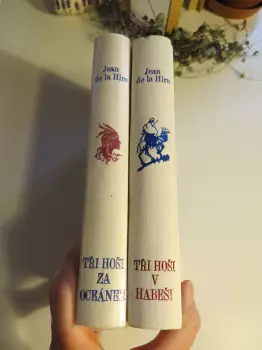 Jean
de la Hire
TŘI HOŠI
ZA
OCEÁNEM
Jean
de la Hire
TŘI HOŠI
V
HABEŠI